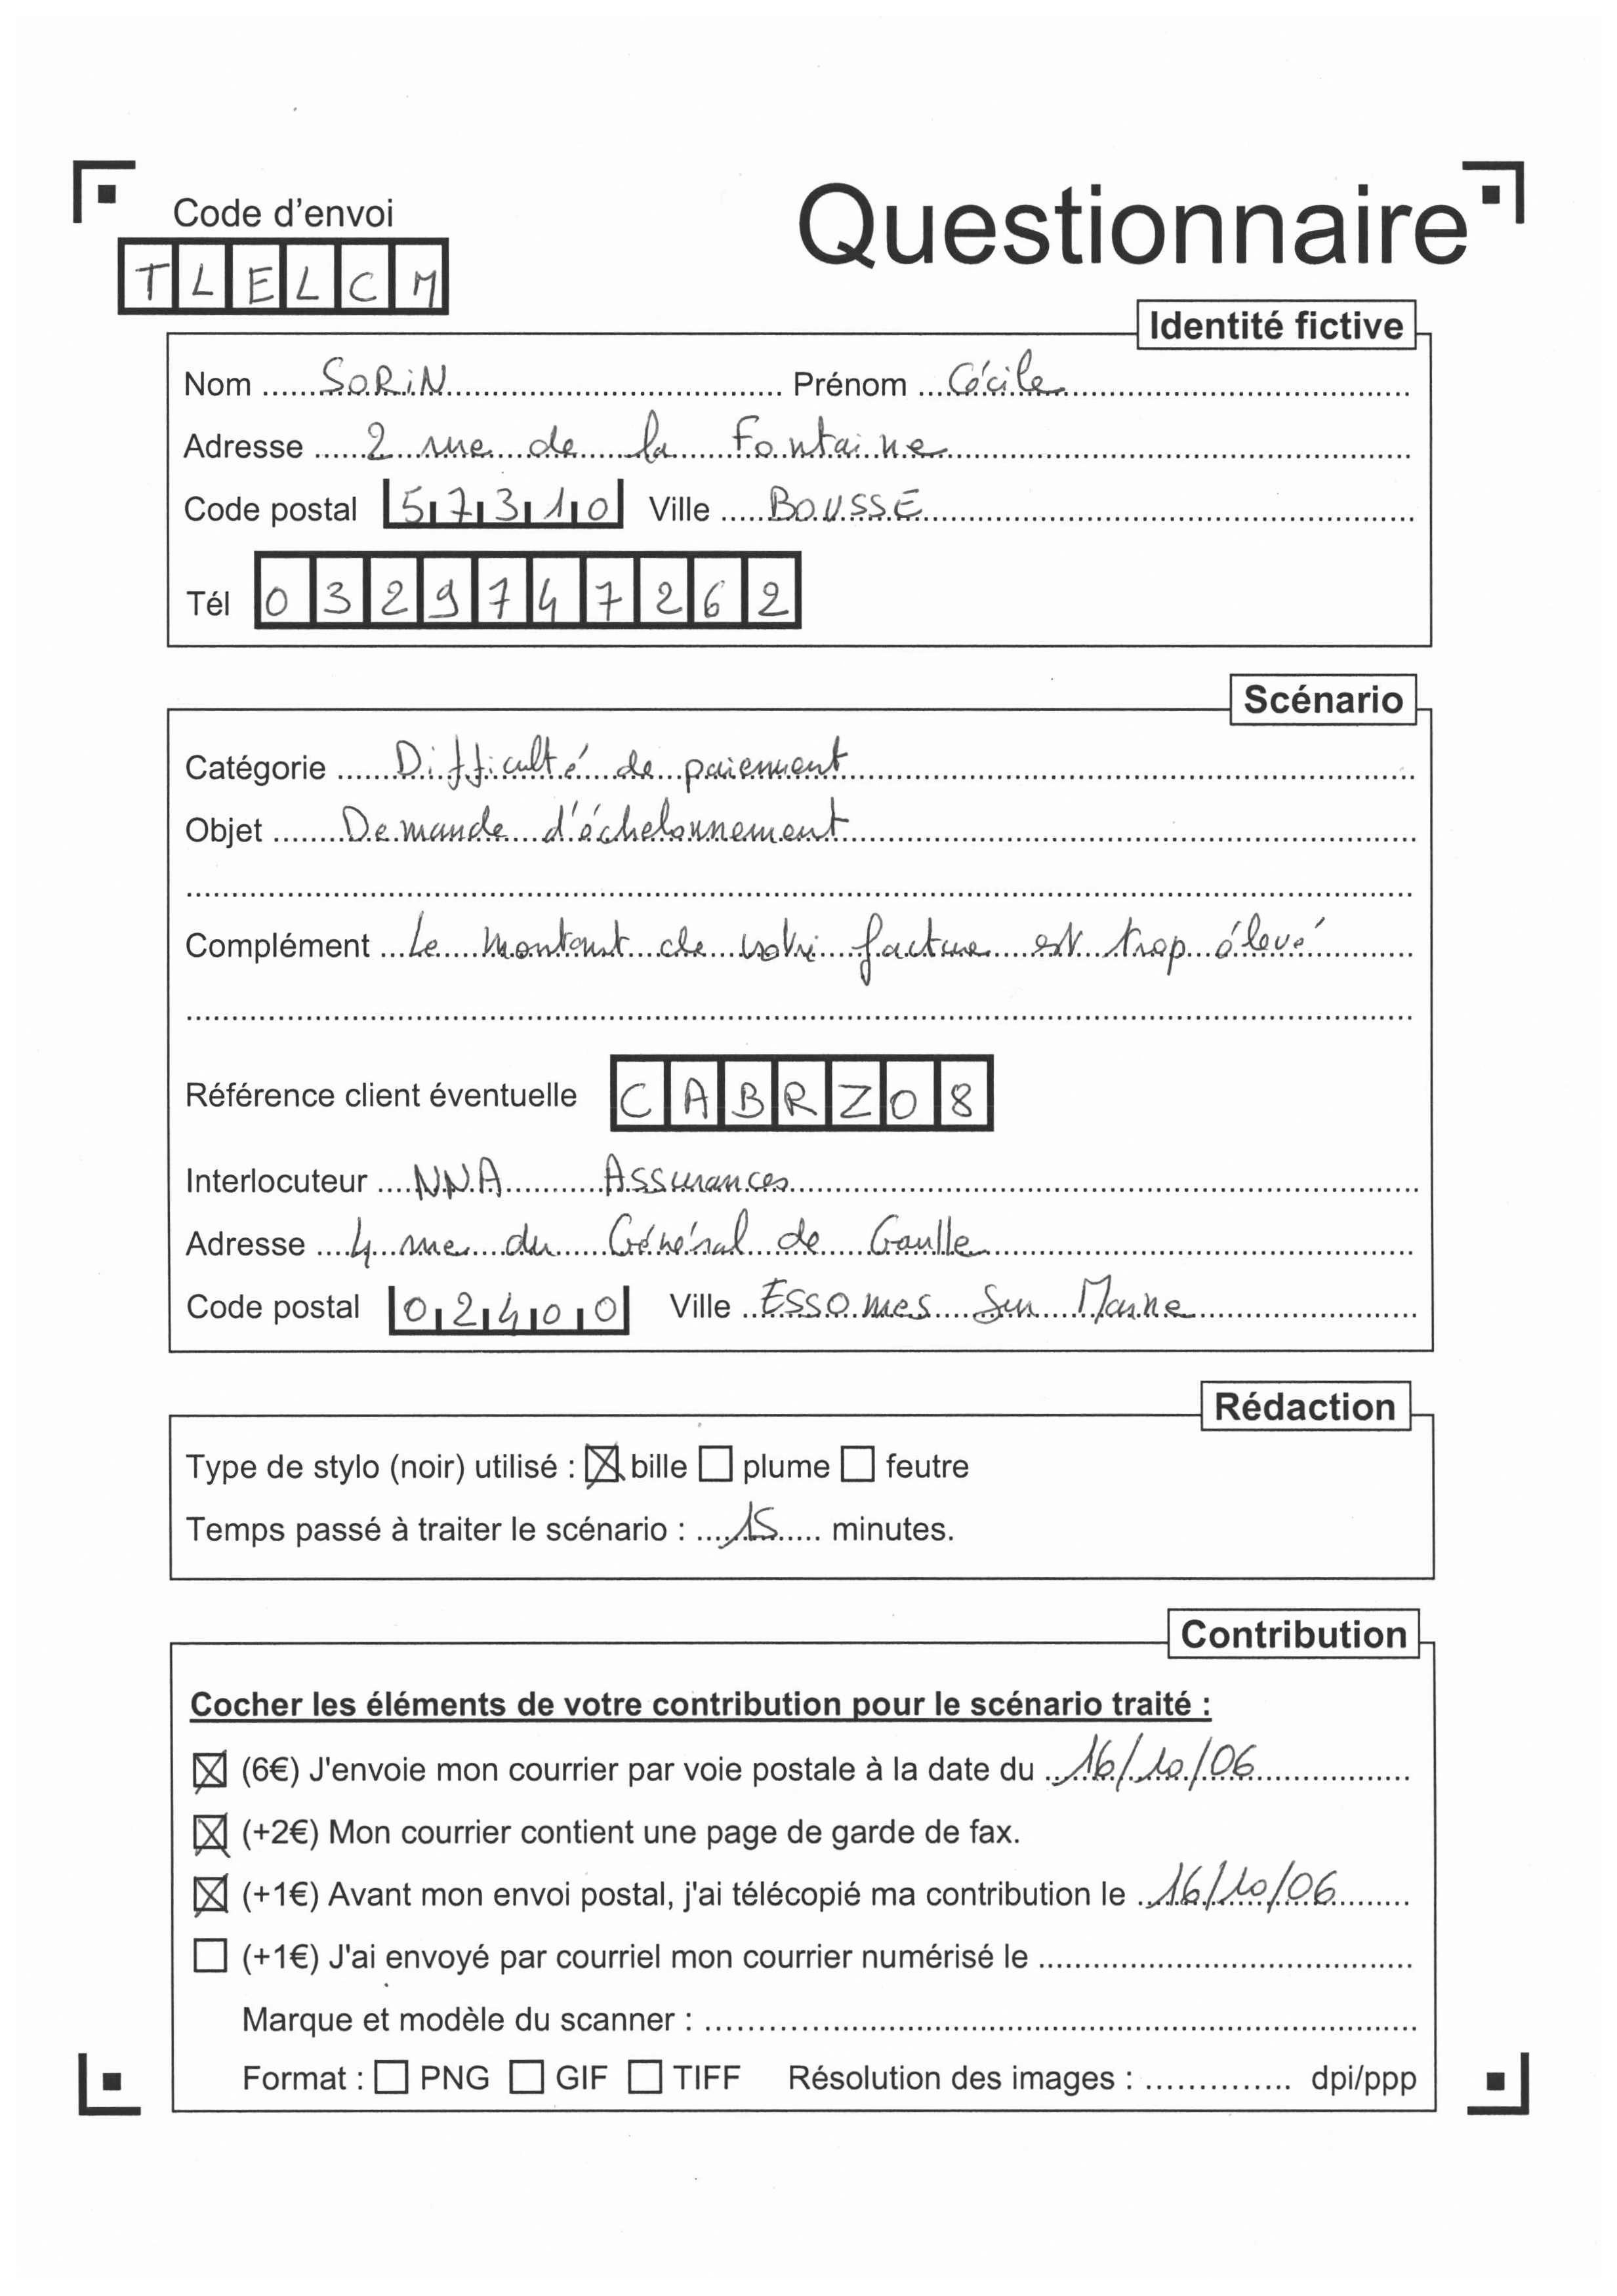 Code d'envoi
Questionnaire
TLELCM
Identité fictive
Nom ...... SORiN ...... Prénom ... Cécile ......
Adresse ...... 2 rue de la Fontaine ......
Code postal 57310 Ville ..... BOUSSE ......
Tél 0329747262
Scénario
Catégorie ...... Difficulté de paiement ......
Objet ...... Demande d'échelonnement ......
Complément ... Le montant de votre facture est trop élevé ......
Référence client éventuelle CABRZ08
Interlocuteur .... NNA Assurances ......
Adresse .... 4 rue du Général de Gaulle ......
Code postal 02400 Ville .. Essomes Sur Marne ......
Rédaction
Type de stylo (noir) utilisé : ☒ bille ☐ plume ☐ feutre
Temps passé à traiter le scénario : .... 15 ..... minutes.
Contribution
Cocher les éléments de votre contribution pour le scénario traité :
☒ (6€) J'envoie mon courrier par voie postale à la date du .. 16/10/06 ......
☒ (+2€) Mon courrier contient une page de garde de fax.
☒ (+1€) Avant mon envoi postal, j'ai télécopié ma contribution le .. 16/10/06 ......
☐ (+1€) J'ai envoyé par courriel mon courrier numérisé le ......
Marque et modèle du scanner : ......
Format : ☐ PNG ☐ GIF ☐ TIFF Résolution des images : .............. dpi/ppp